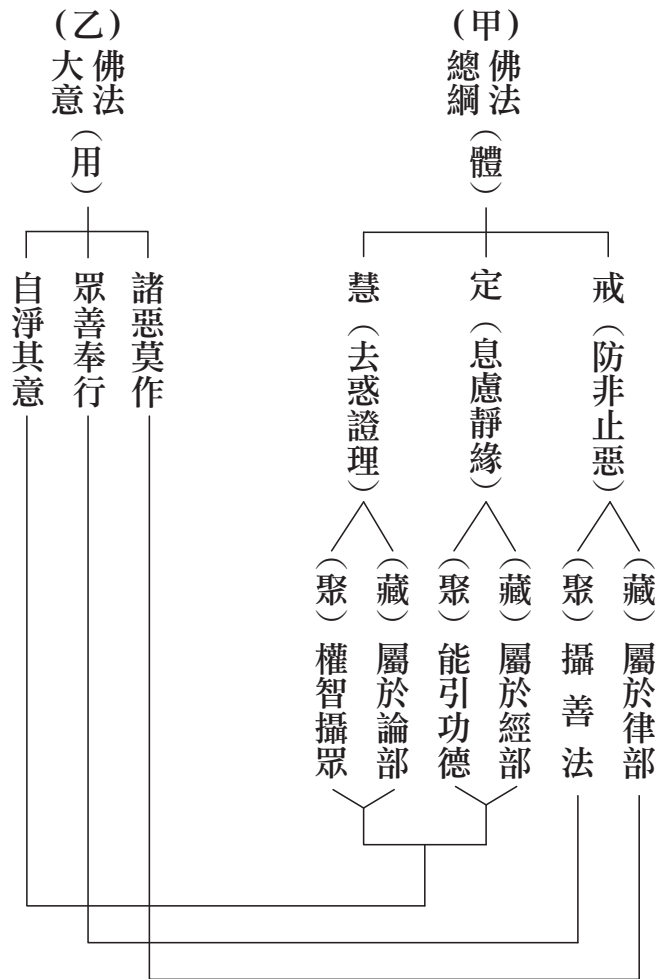 (甲)
佛法
總綱
(體)
戒(防非止惡)
(藏)屬於律部
(聚)攝善法
定(息慮靜緣)
(藏)屬於經部
(聚)能引功德
慧(去惑證理)
(藏)屬於論部
(聚)權智攝眾
(乙)
佛法
大意
(用)
諸惡莫作
眾善奉行
自淨其意